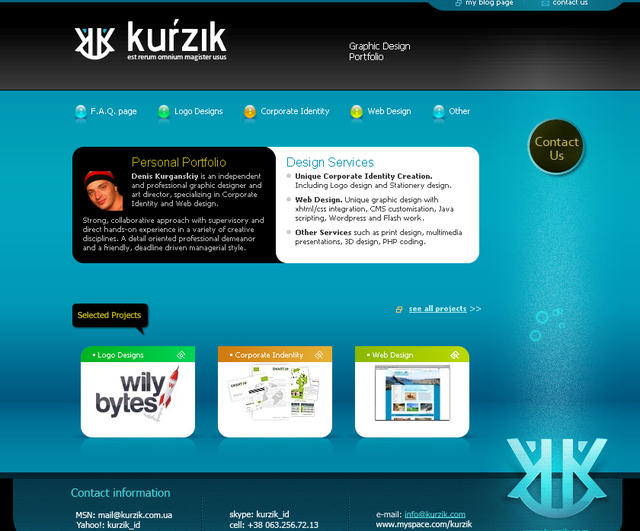 my blog page
contact us
kuŕzık
est rerum omnium magister usus
Graphic Design
Portfolio
F.A.Q. page
Logo Designs
Corporate Identity
Web Design
Other
Contact
Us
Personal Portfolio
Denis Kurganskiy is an independent
and professional graphic designer and
art director, specializing in Corporate
Identity and Web design.
Strong, collaborative approach with supervisory and
direct hands-on experience in a variety of creative
disciplines. A detail oriented professional demeanor
and a friendly, deadline driven managerial style.
Design Services
Unique Corporate Identity Creation.
Including Logo design and Stationery design.
Web Design. Unique graphic design with
xhtml/css integration, CMS customisation, Java
scripting, Wordpress and Flash work.
Other Services such as print design, multimedia
presentations, 3D design, PHP coding.
Selected Projects
see all projects >>
• Logo Designs
wily
bytes
• Corporate Indentity
• Web Design
Contact information
MSN: mail@kurzik.com.ua
Yahoo!: kurzik_id
skype: kurzik_id
cell: +38 063.256.72.13
e-mail: info@kurzik.com
www.myspace.com/kurzik